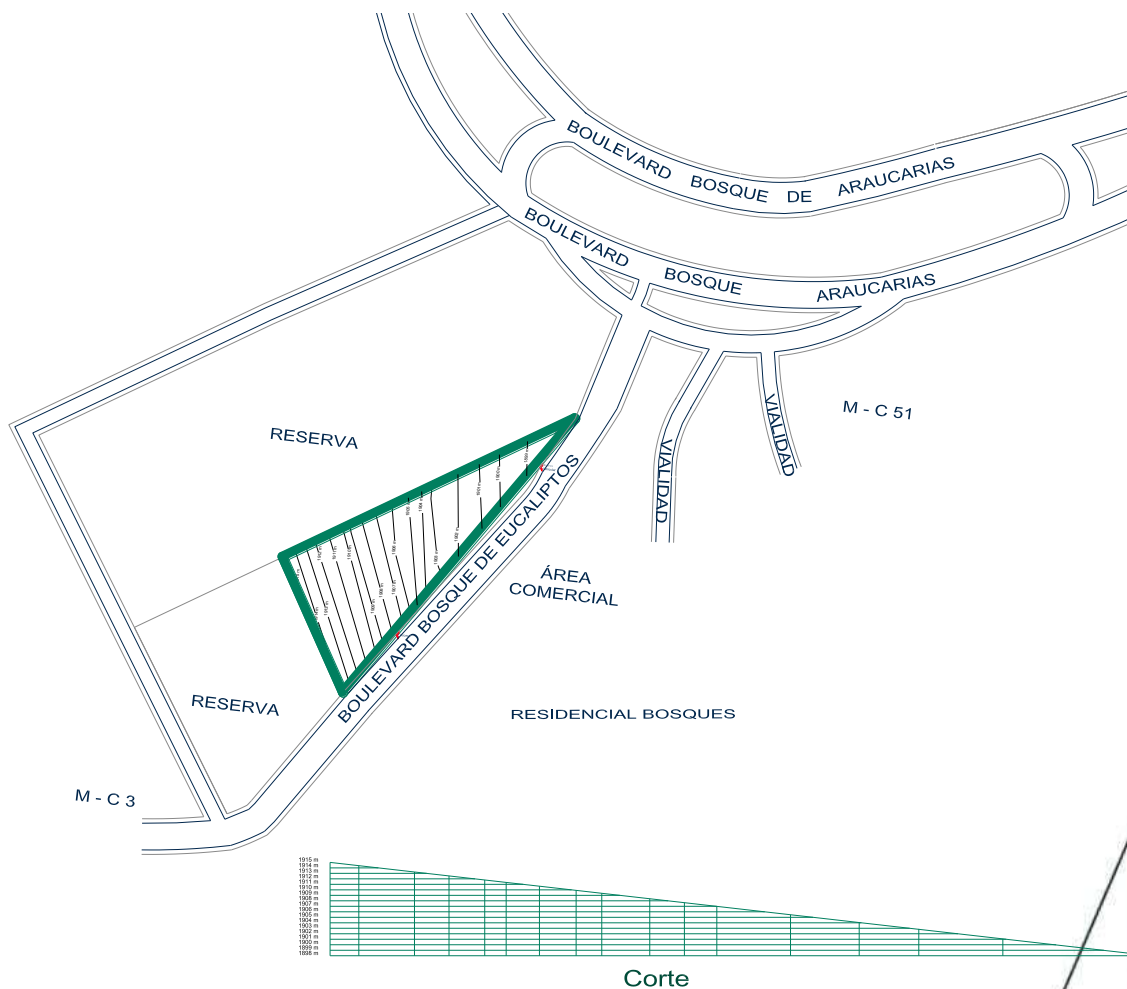 BOULEVARD BOSQUE DE ARAUCARIAS
BOULEVARD BOSQUE ARAUCARIAS
M - C 51
VIALIDAD
VIALIDAD
RESERVA
BOULEVARD BOSQUE DE EUCALIPTOS
ÁREA
COMERCIAL
RESERVA
RESIDENCIAL BOSQUES
M - C 3
1915 m
1914 m
1913 m
1912 m
1911 m
1910 m
1909 m
1908 m
1907 m
1906 m
1905 m
1904 m
1903 m
1902 m
1901 m
1900 m
1899 m
1898 m
Corte